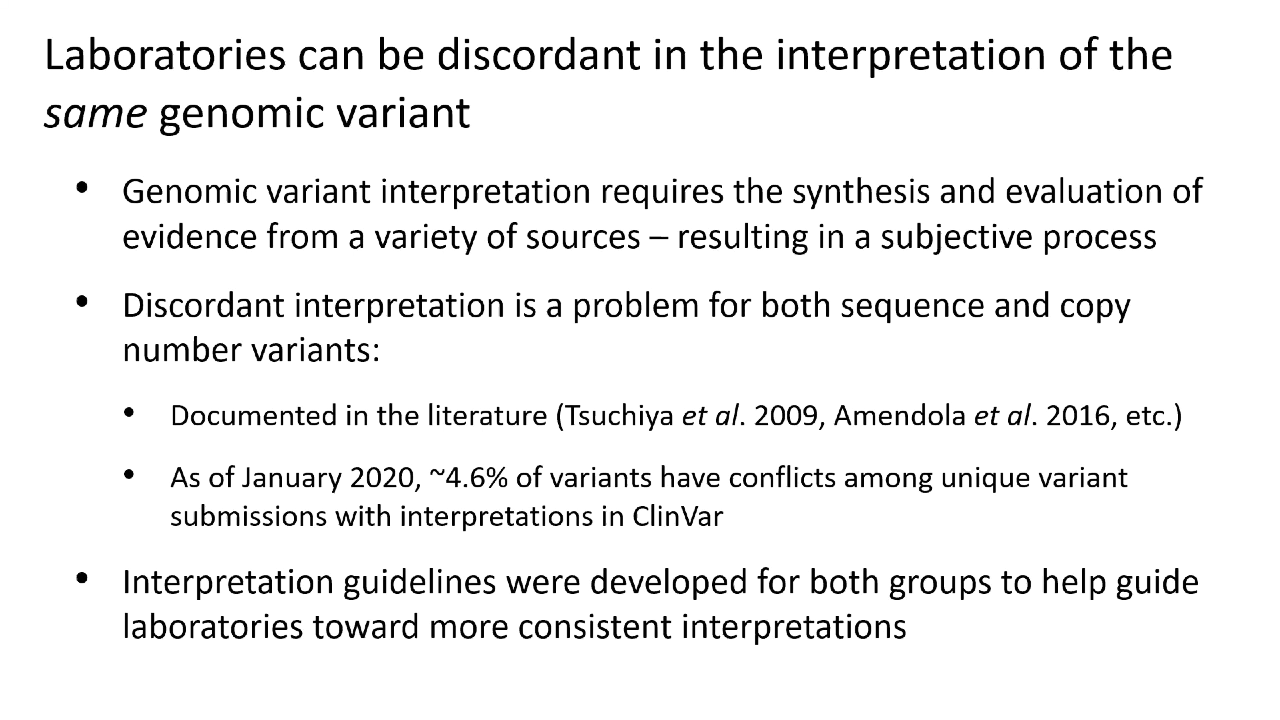 Laboratories can be discordant in the interpretation of the
same genomic variant
• Genomic variant interpretation requires the synthesis and evaluation of
evidence from a variety of sources – resulting in a subjective process
• Discordant interpretation is a problem for both sequence and copy
number variants:
• Documented in the literature (Tsuchiya et al. 2009, Amendola et al. 2016, etc.)
• As of January 2020, ~4.6% of variants have conflicts among unique variant
submissions with interpretations in ClinVar
• Interpretation guidelines were developed for both groups to help guide
laboratories toward more consistent interpretations